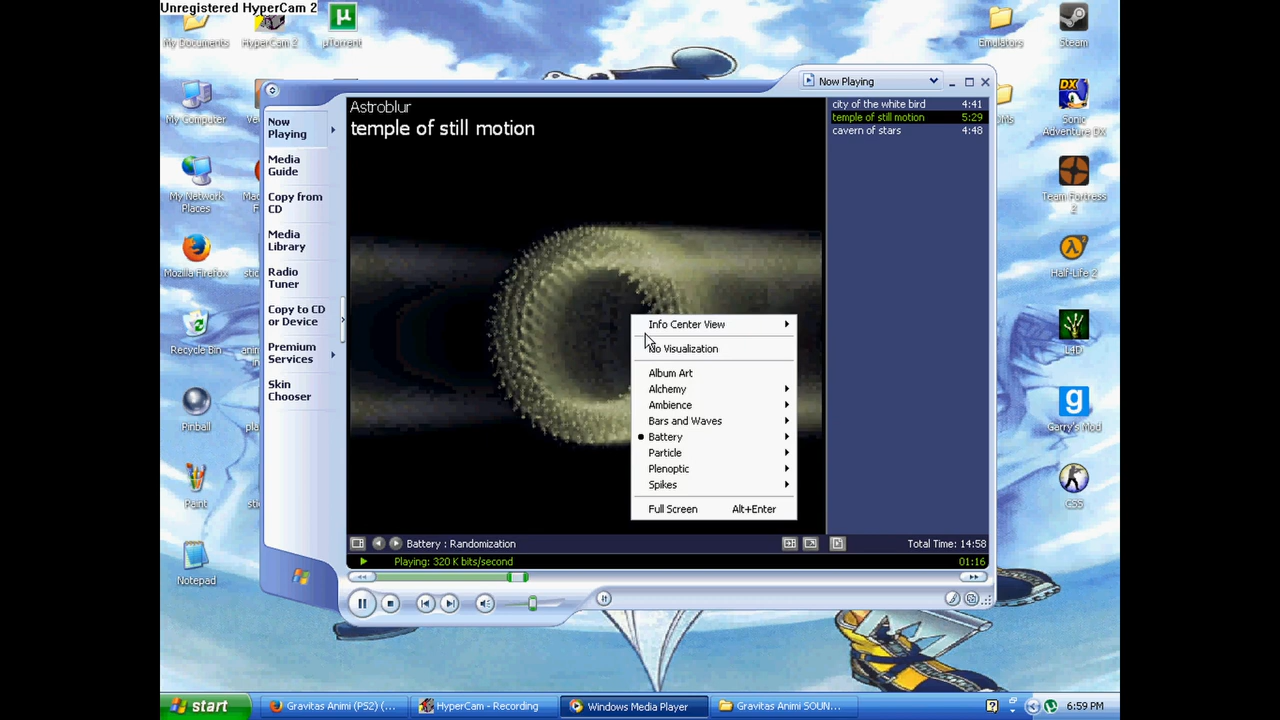 Unregistered HyperCam 2
My Documents
HyperCam 2
µTorrent
Emulators
Steam
My Computer
Sonic
Adventure DX
My Network
Places
Team Fortress
2
Mozilla Firefox
Half-Life 2
Recycle Bin
L4D
Pinball
Garry's Mod
Paint
CSS
Notepad
Now Playing
Now
Playing
Media
Guide
Copy from
CD
Media
Library
Radio
Tuner
Copy to CD
or Device
Premium
Services
Skin
Chooser
Astroblur
temple of still motion
city of the white bird 4:41
temple of still motion 5:29
cavern of stars 4:48
Info Center View
No Visualization
Album Art
Alchemy
Ambience
Bars and Waves
Battery
Particle
Plenoptic
Spikes
Full Screen Alt+Enter
Battery : Randomization
Total Time: 14:58
Playing: 320 K bits/second
01:16
start
Gravitas Animi (PS2) (...
HyperCam - Recording
Windows Media Player
Gravitas Animi SOUN...
6:59 PM